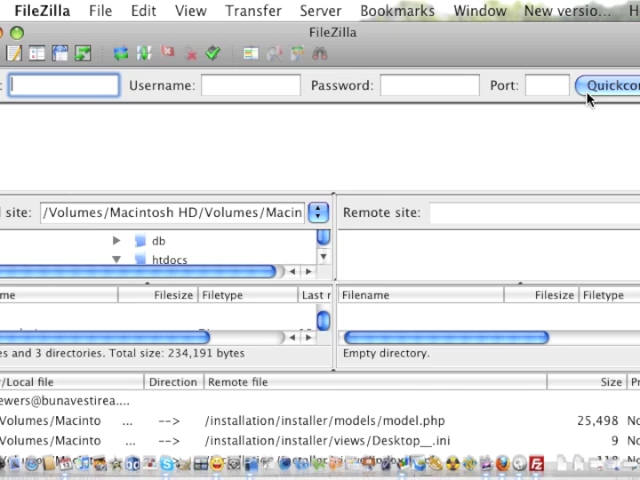 FileZilla File Edit View Transfer Server Bookmarks Window New versio... H
FileZilla
: Username: Password: Port: Quickcon
l site: /Volumes/Macintosh HD/Volumes/Macin Remote site:
db
htdocs
me Filesize Filetype Last r Filename Filesize Filetype
es and 3 directories. Total size: 234,191 bytes Empty directory.
r/Local file Direction Remote file Size Pr
ewers@bunavestirea....
Volumes/Macinto ... --> /installation/installer/models/model.php 25,498 No
Volumes/Macinto ... --> /installation/installer/views/Desktop__.ini 9 No